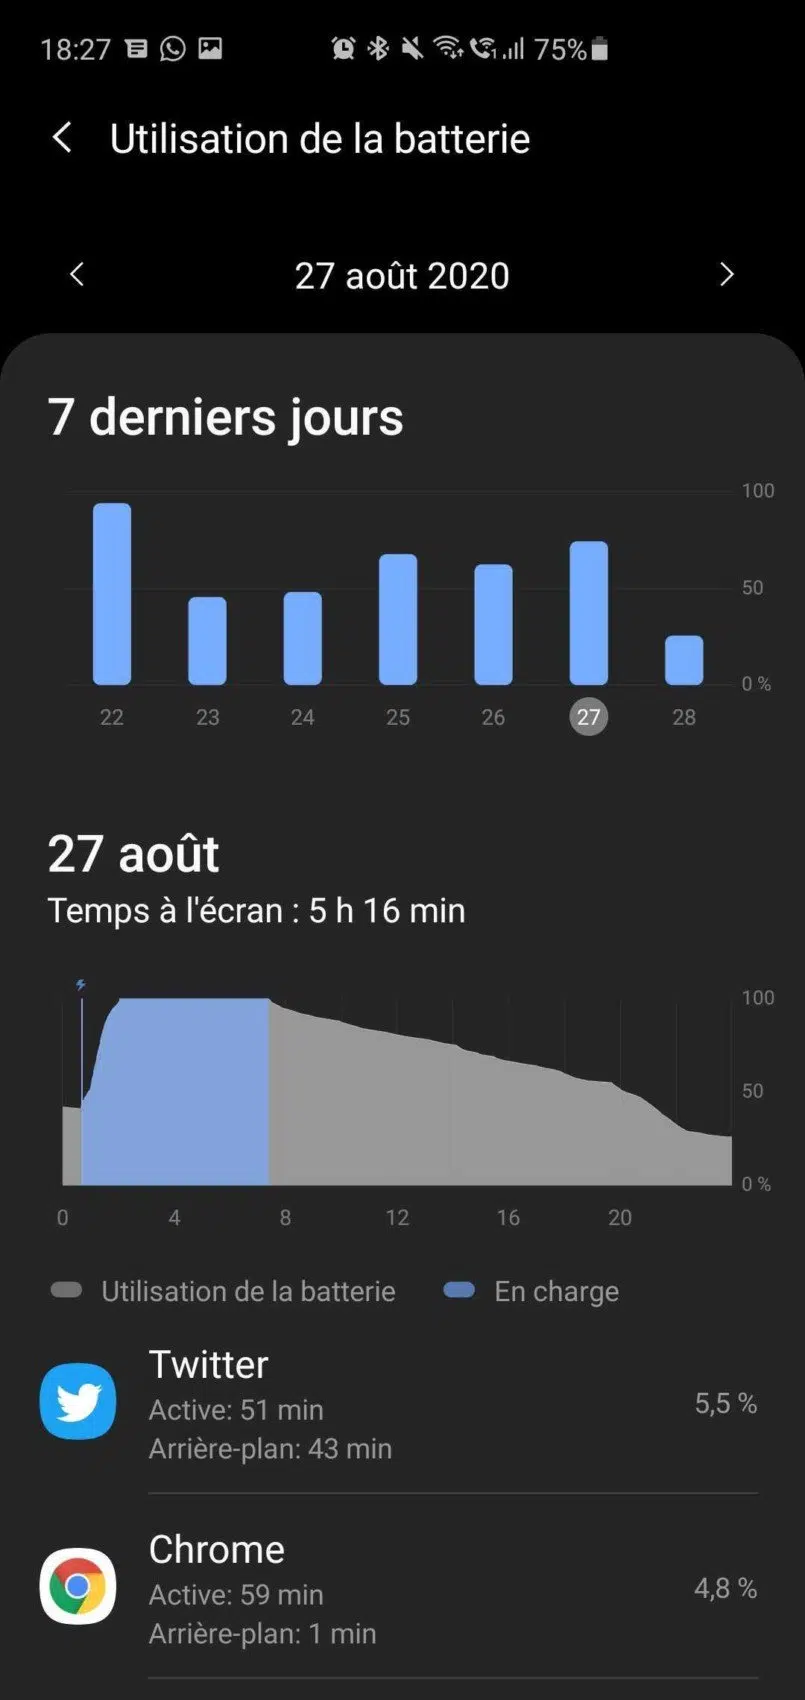 18:27 75%
Utilisation de la batterie
27 août 2020
7 derniers jours
100
50
0 %
22 23 24 25 26 27 28
27 août
Temps à l'écran : 5 h 16 min
100
50
0 %
0 4 8 12 16 20
Utilisation de la batterie En charge
Twitter
Active: 51 min
5,5 %
Arrière-plan: 43 min
Chrome
Active: 59 min
4,8 %
Arrière-plan: 1 min